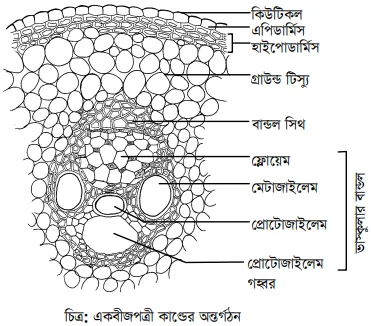 কিউটিকল
এপিডার্মিস
হাইপোডার্মিস
গ্রাউন্ড টিস্যু
বান্ডল সিথ
ফ্লোয়েম
মেটাজাইলেম
প্রোটোজাইলেম
প্রোটোজাইলেম
গহ্বর
ভাস্কুলার বান্ডল
চিত্র: একবীজপত্রী কান্ডের অন্তর্গঠন